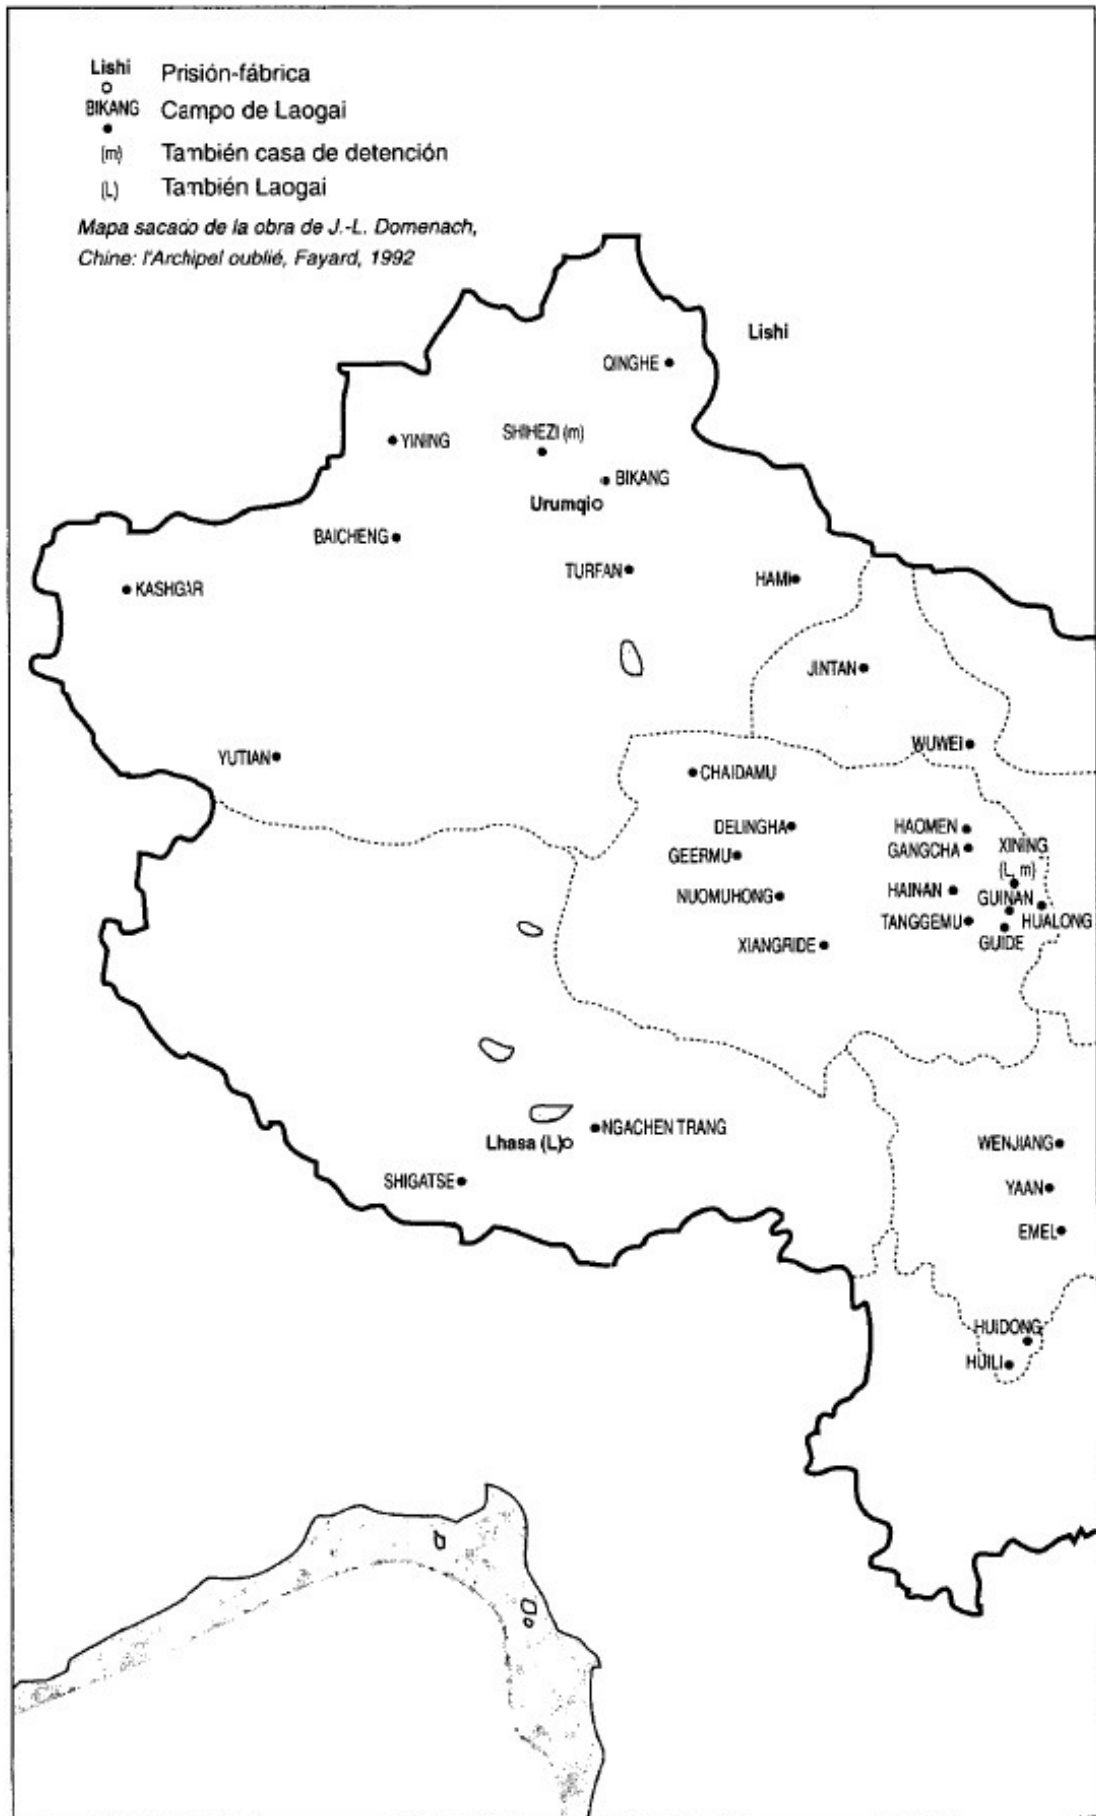 Lishi Prisión-fábrica
BIKANG Campo de Laogai
(m) También casa de detención
(L) También Laogai
Mapa sacado de la obra de J.-L. Domenach,
Chine: l'Archipel oublié, Fayard, 1992
Lishi
QINGHE
YINING
SHIHEZI (m)
BIKANG
Urumqi
BAICHENG
TURFAN
HAMI
KASHGAR
JINTAN
WUWEI
YUTIAN
CHAIDAMU
DELINGHA
HAOMEN
GEERMU
GANGCHA
XINING
(L, m)
NUOMUHONG
HAINAN
GUINAN
TANGGEMU
HUALONG
XIANGRIDE
GUIDE
NGACHEN TRANG
Lhasa (L)
WENJIANG
SHIGATSE
YAAN
EMEL
HUIDONG
HUILI